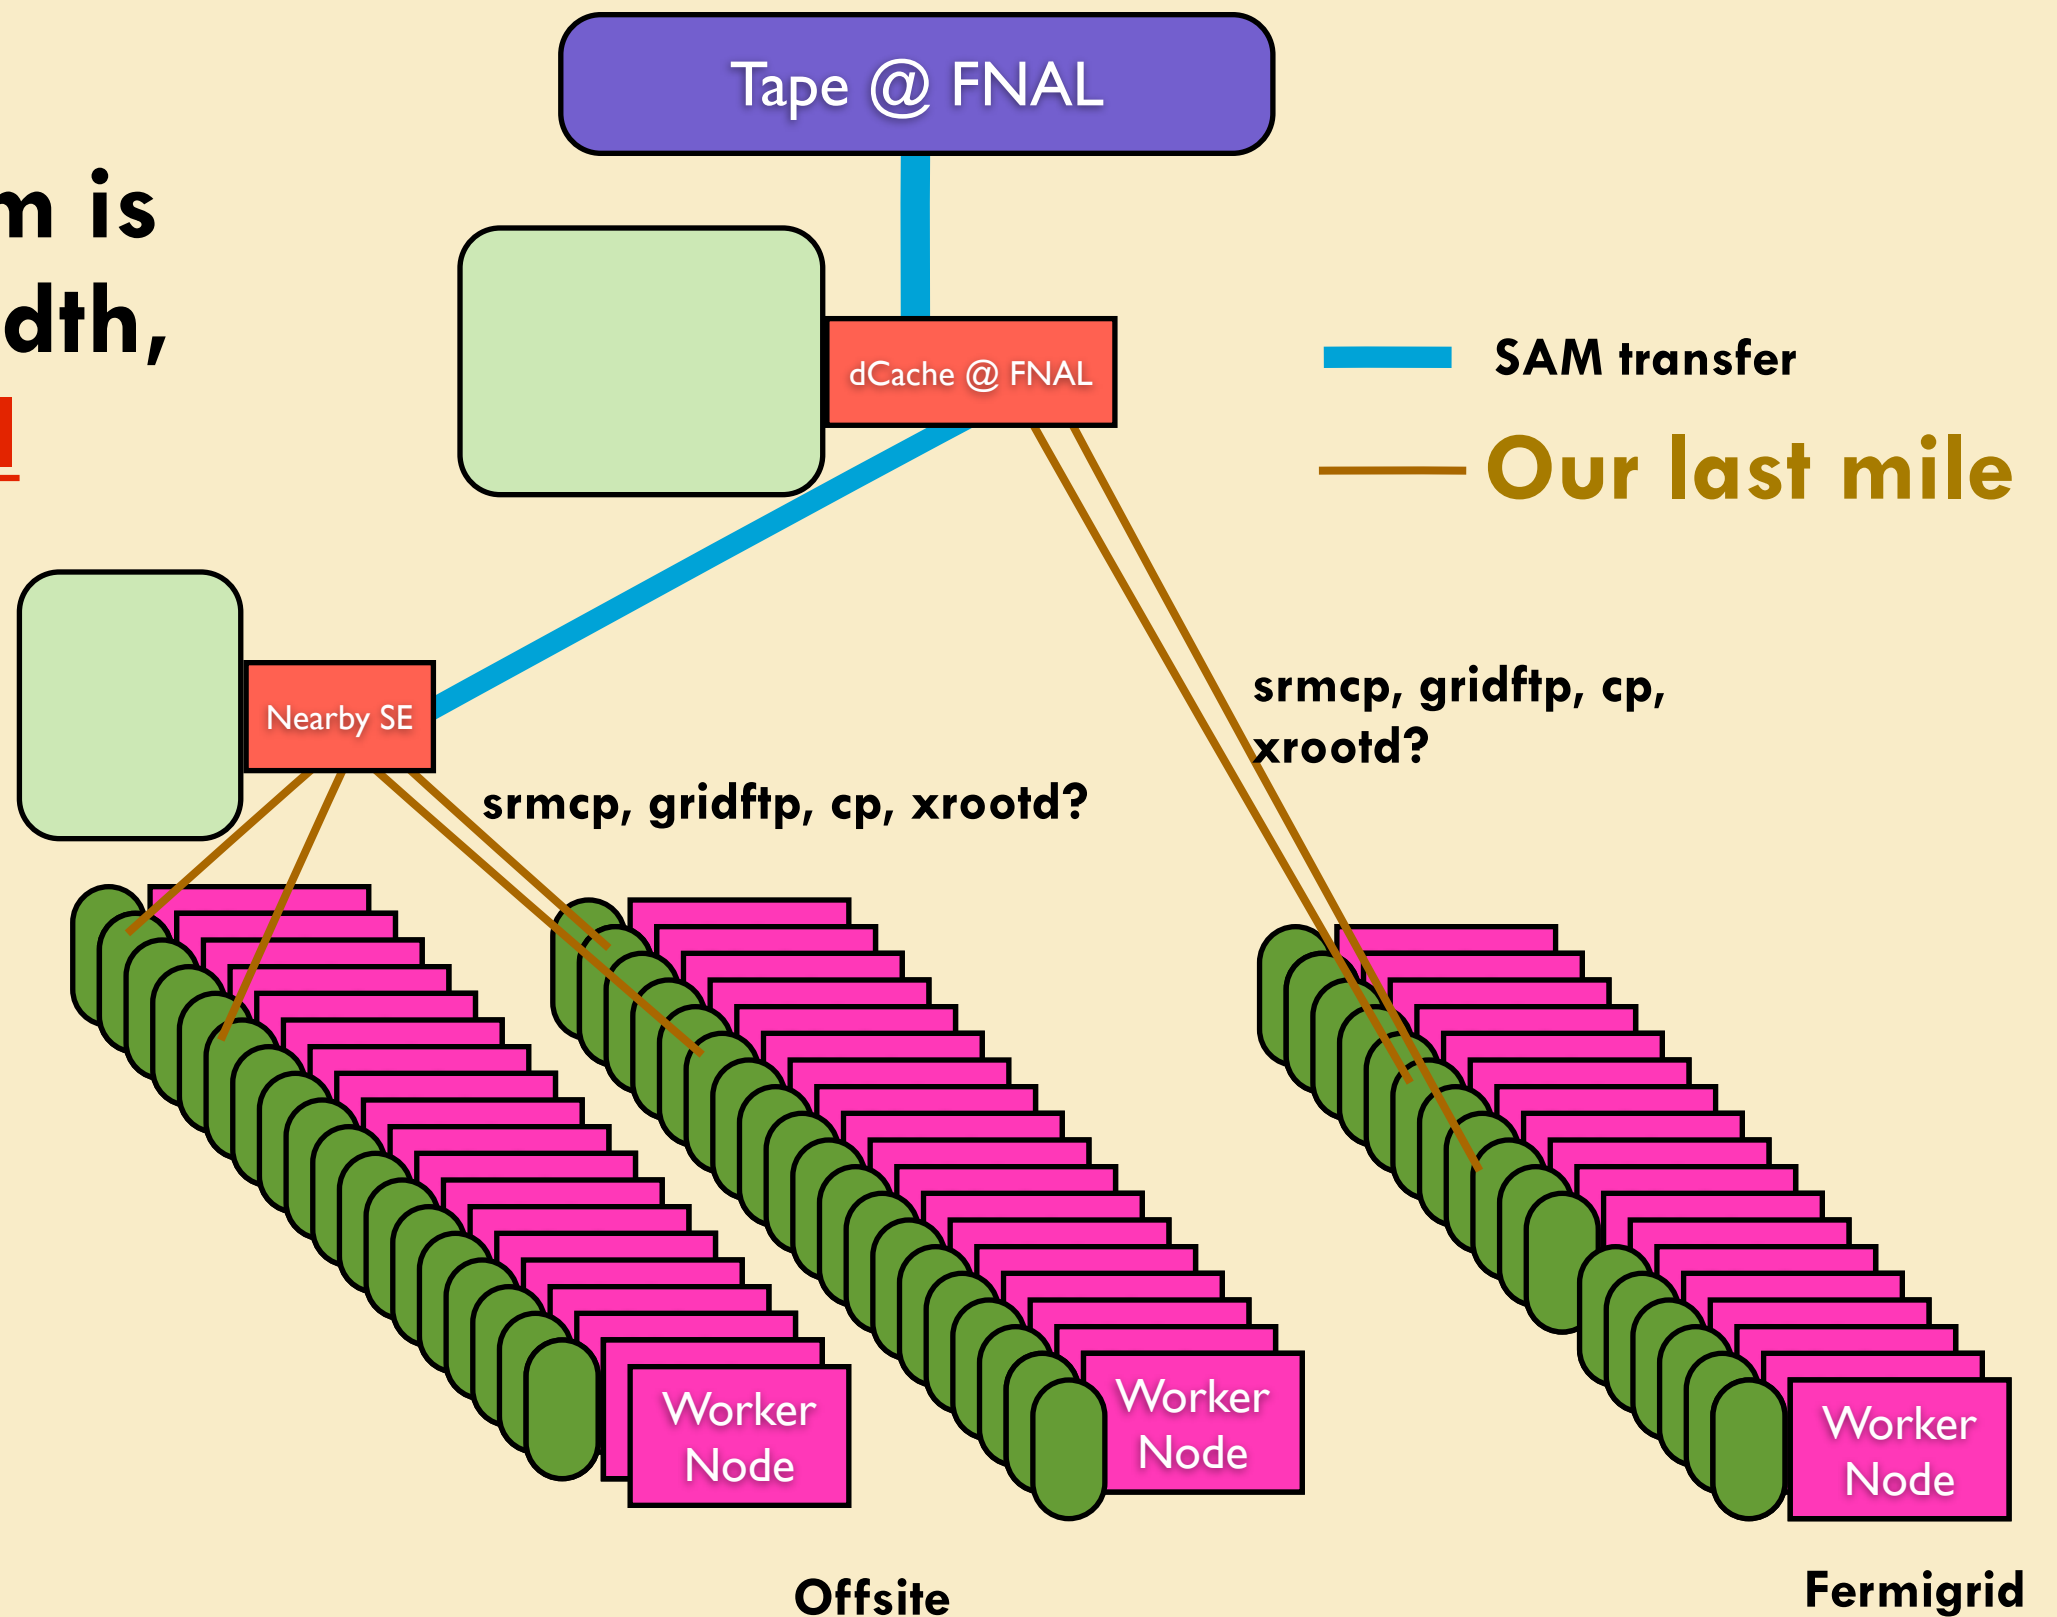 Tape @ FNAL
m is
dth,
dCache @ FNAL
SAM transfer
Our last mile
Nearby SE
srmcp, gridftp, cp,
xrootd?
srmcp, gridftp, cp, xrootd?
Worker
Node
Worker
Node
Worker
Node
Offsite
Fermigrid